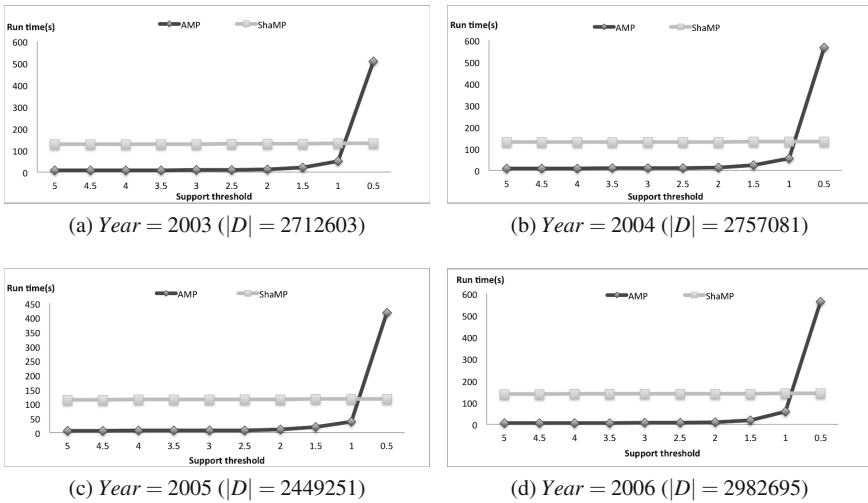 Run time(s)
AMP ShaMP
600
500
400
300
200
100
0
5 4.5 4 3.5 3 2.5 2 1.5 1 0.5
Support threshold
(a) Year = 2003 (|D| = 2712603)
Run time(s)
AMP ShaMP
600
500
400
300
200
100
0
5 4.5 4 3.5 3 2.5 2 1.5 1 0.5
Support threshold
(b) Year = 2004 (|D| = 2757081)
Run time(s)
AMP ShaMP
450
400
350
300
250
200
150
100
50
0
5 4.5 4 3.5 3 2.5 2 1.5 1 0.5
Support threshold
(c) Year = 2005 (|D| = 2449251)
Run time(s)
AMP ShaMP
600
500
400
300
200
100
0
5 4.5 4 3.5 3 2.5 2 1.5 1 0.5
Support threshold
(d) Year = 2006 (|D| = 2982695)